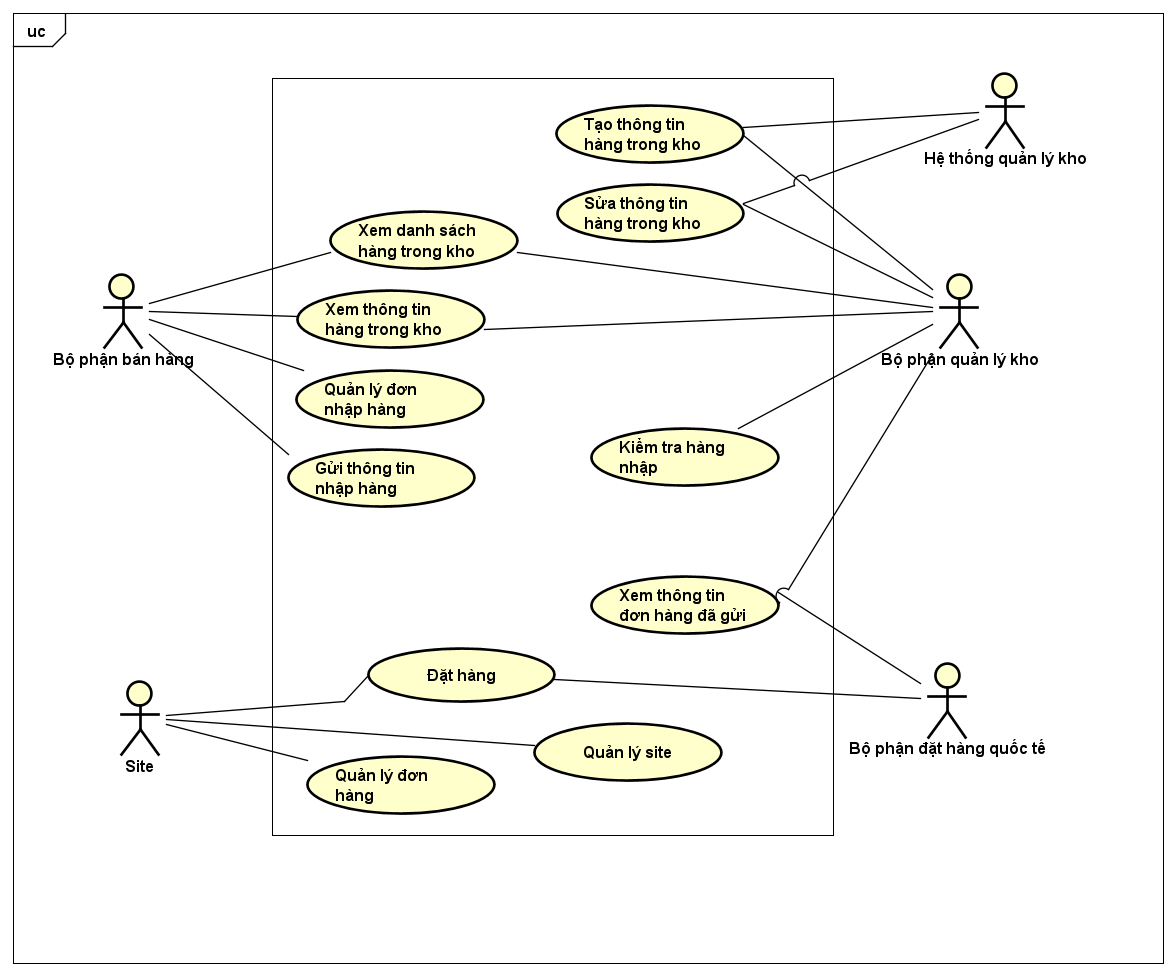 uc
Tạo thông tin
hàng trong kho
Hệ thống quản lý kho
Sửa thông tin
hàng trong kho
Xem danh sách
hàng trong kho
Xem thông tin
hàng trong kho
Bộ phận bán hàng
Bộ phận quản lý kho
Quản lý đơn
nhập hàng
Kiểm tra hàng
nhập
Gửi thông tin
nhập hàng
Xem thông tin
đơn hàng đã gửi
Đặt hàng
Quản lý site
Bộ phận đặt hàng quốc tế
Site
Quản lý đơn
hàng